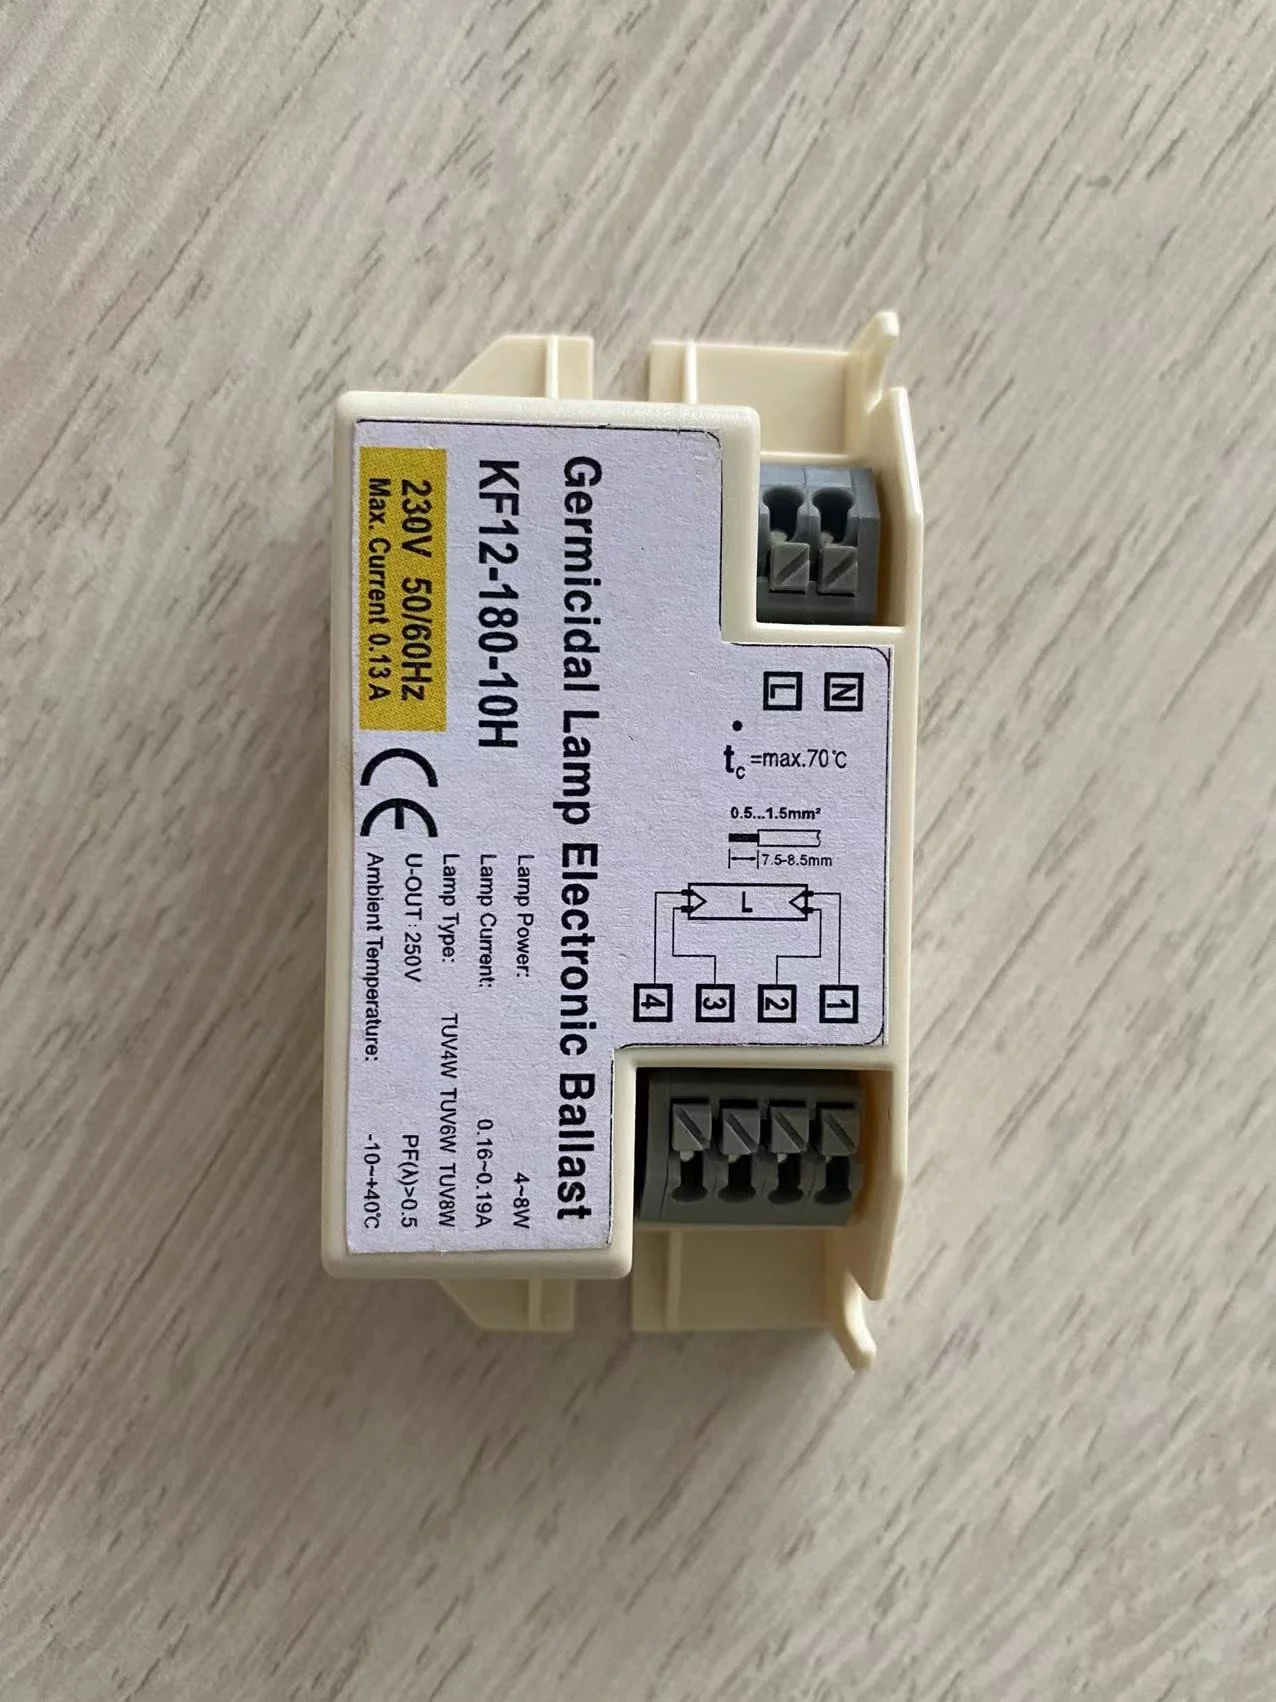 N
L
tc =max.70℃
0.5...1.5mm²
7.5-8.5mm
L
1
2
3
4
Germicidal Lamp Electronic Ballast
KF12-180-10H
230V 50/60Hz
Max. Current 0.13A
CE
Lamp Power: 4~8W
Lamp Current: 0.16~0.19A
Lamp Type: TUV4W TUV6W TUV8W
U-OUT: 250V PF(λ)>0.5
Ambient Temperature: -10~+40℃